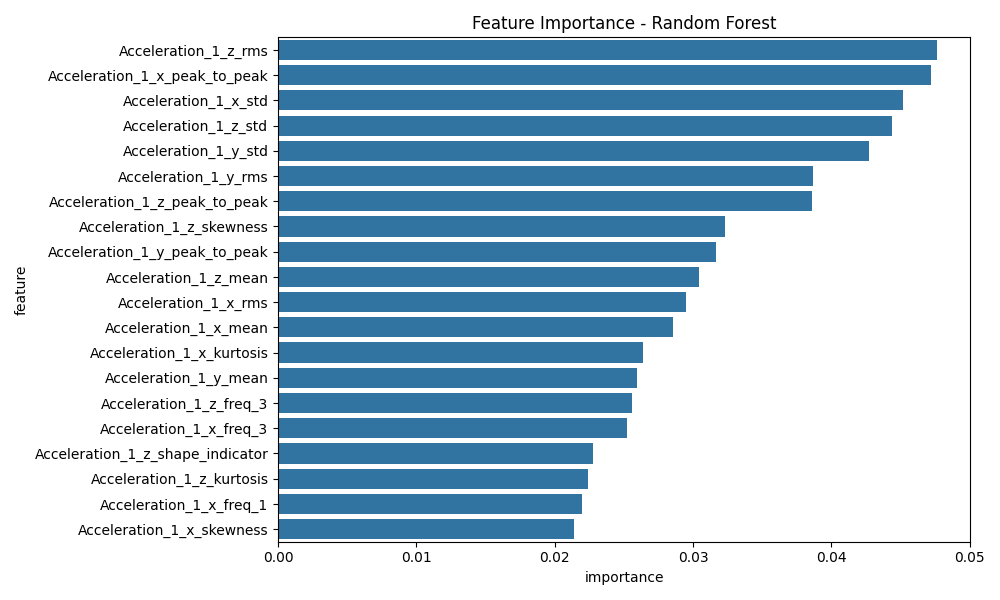 Feature Importance - Random Forest
Acceleration_1_z_rms
Acceleration_1_x_peak_to_peak
Acceleration_1_x_std
Acceleration_1_z_std
Acceleration_1_y_std
Acceleration_1_y_rms
Acceleration_1_z_peak_to_peak
Acceleration_1_z_skewness
Acceleration_1_y_peak_to_peak
Acceleration_1_z_mean
Acceleration_1_x_rms
Acceleration_1_x_mean
Acceleration_1_x_kurtosis
Acceleration_1_y_mean
Acceleration_1_z_freq_3
Acceleration_1_x_freq_3
Acceleration_1_z_shape_indicator
Acceleration_1_z_kurtosis
Acceleration_1_x_freq_1
Acceleration_1_x_skewness
feature
0.00 0.01 0.02 0.03 0.04 0.05
importance